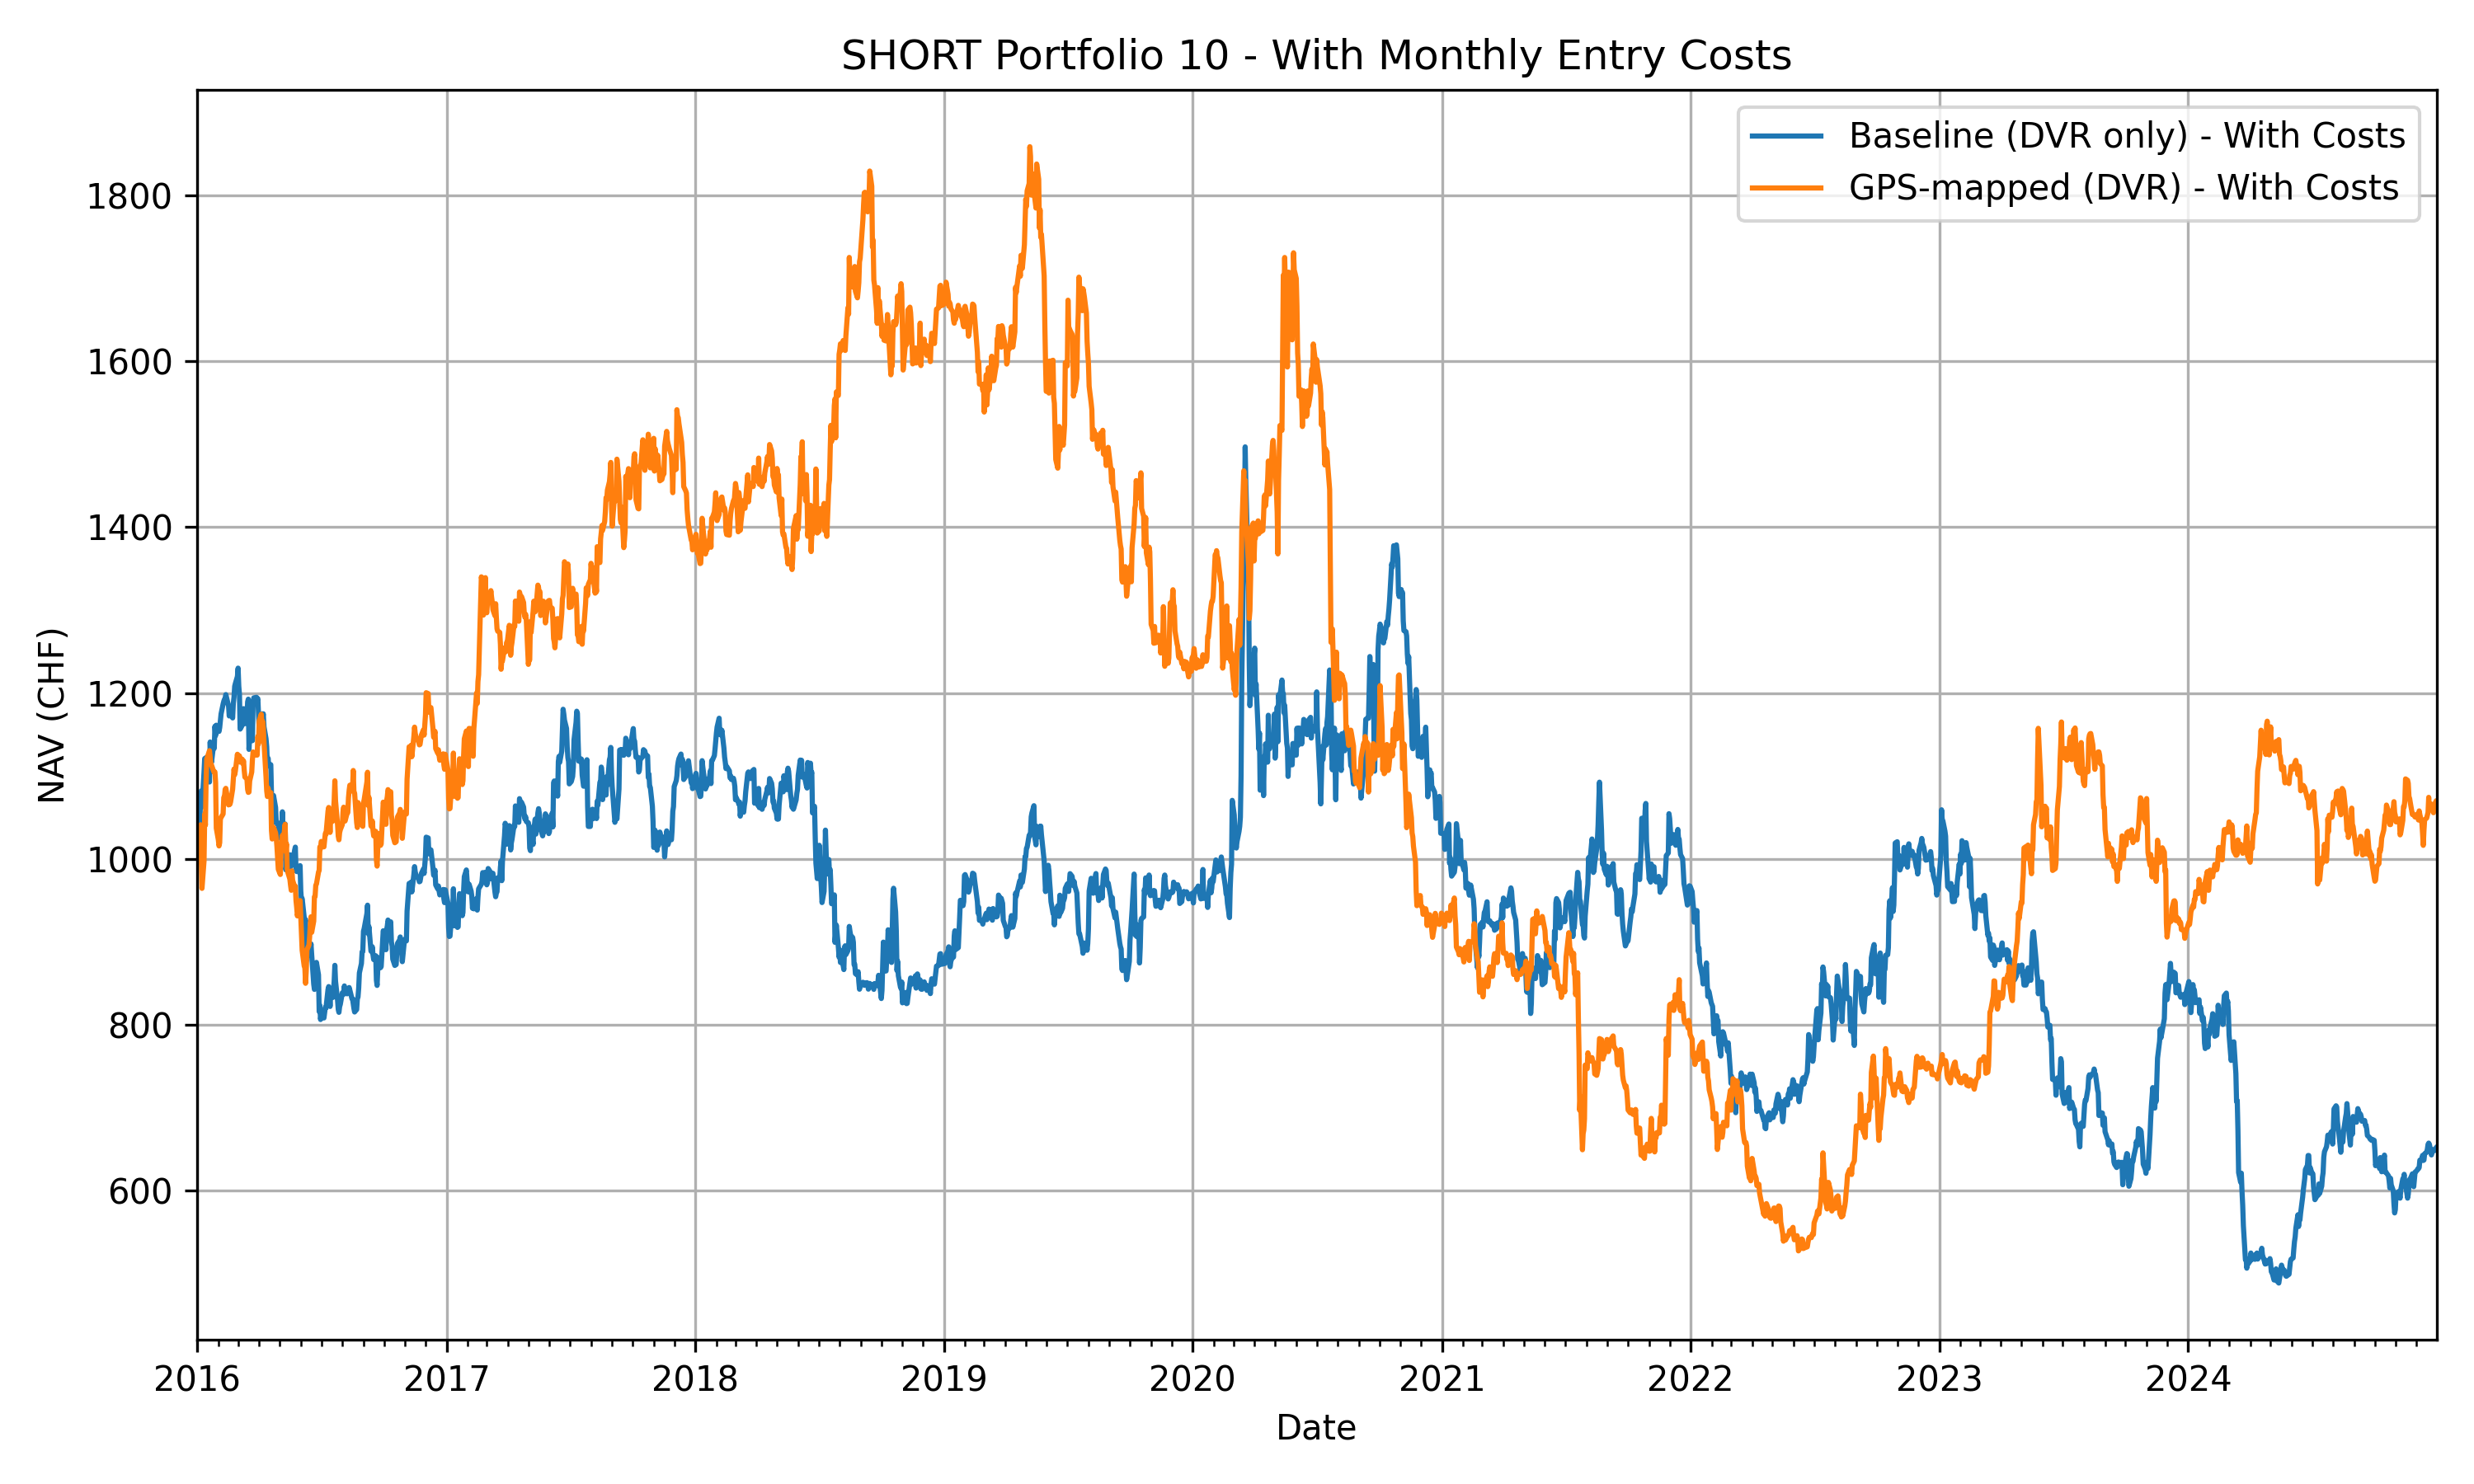 SHORT Portfolio 10 - With Monthly Entry Costs
Baseline (DVR only) - With Costs
GPS-mapped (DVR) - With Costs
NAV (CHF)
1800
1600
1400
1200
1000
800
600
2016 2017 2018 2019 2020 2021 2022 2023 2024
Date